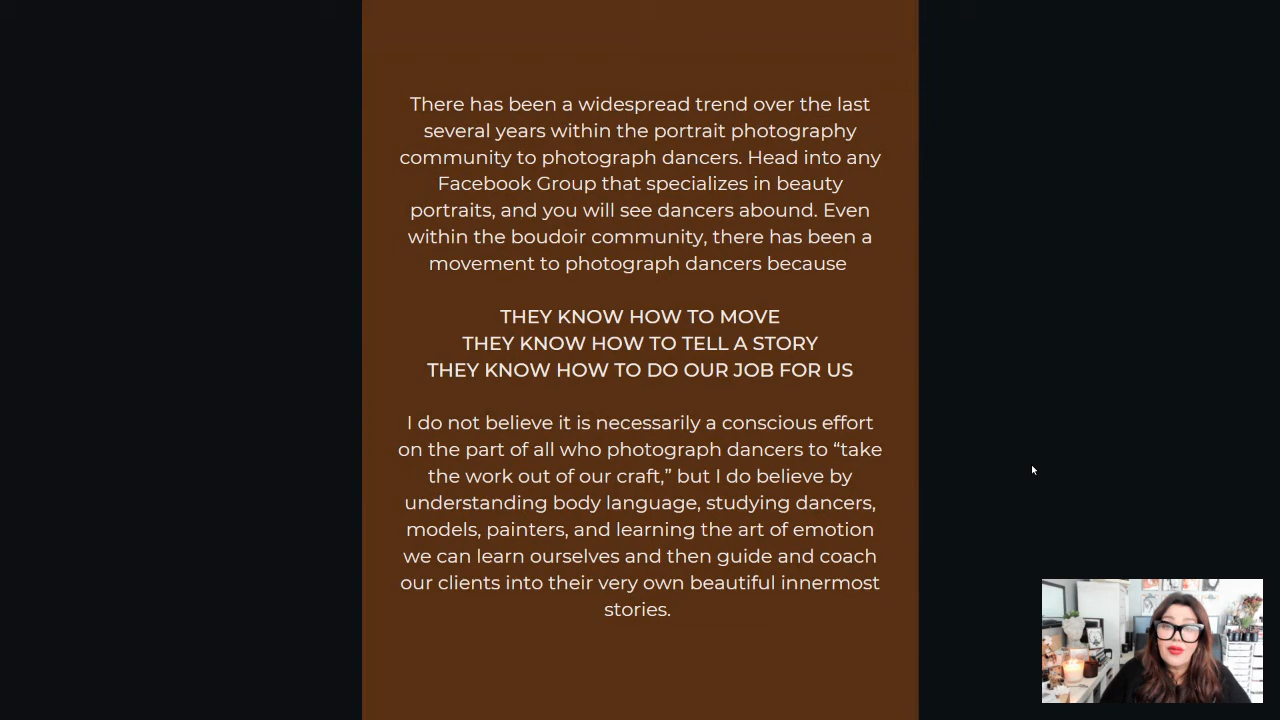 There has been a widespread trend over the last
several years within the portrait photography
community to photograph dancers. Head into any
Facebook Group that specializes in beauty
portraits, and you will see dancers abound. Even
within the boudoir community, there has been a
movement to photograph dancers because
THEY KNOW HOW TO MOVE
THEY KNOW HOW TO TELL A STORY
THEY KNOW HOW TO DO OUR JOB FOR US
I do not believe it is necessarily a conscious effort
on the part of all who photograph dancers to “take
the work out of our craft,” but I do believe by
understanding body language, studying dancers,
models, painters, and learning the art of emotion
we can learn ourselves and then guide and coach
our clients into their very own beautiful innermost
stories.